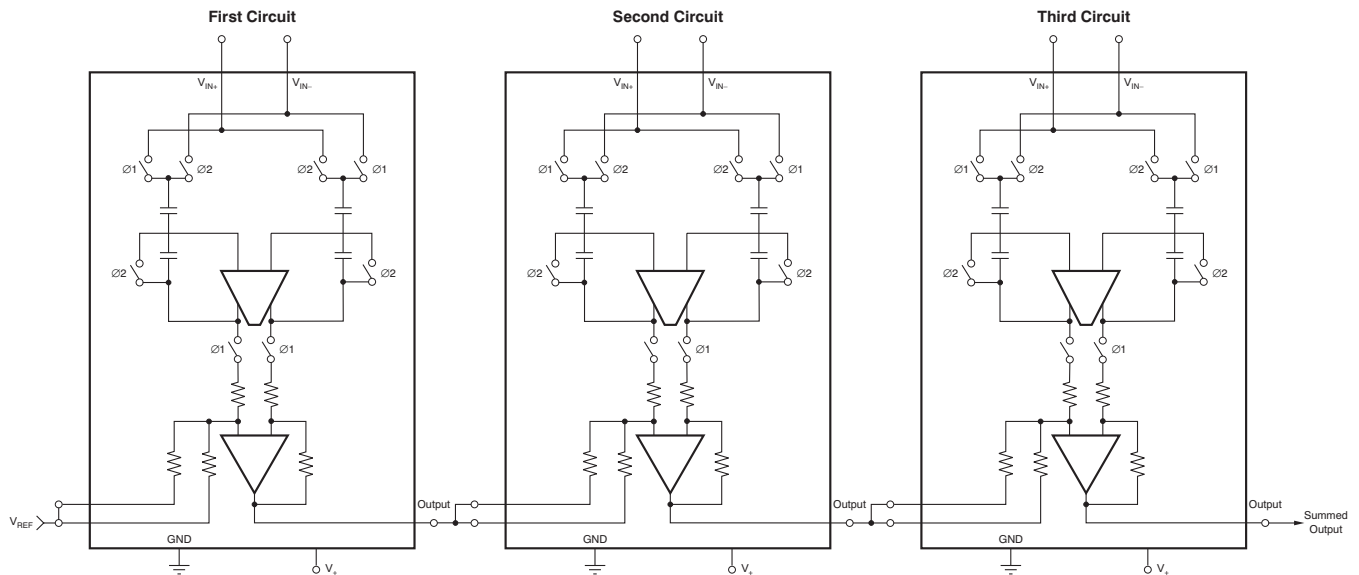 First Circuit
Second Circuit
Third Circuit
VIN+
VIN–
VIN+
VIN–
VIN+
VIN–
Ø1
Ø2
Ø2
Ø1
Ø1
Ø2
Ø2
Ø1
Ø1
Ø2
Ø2
Ø1
Ø2
Ø2
Ø2
Ø2
Ø2
Ø2
Ø1
Ø1
Ø1
Ø1
Output
Output
Output
VREF
Summed
Output
GND
GND
GND
V+
V+
V+